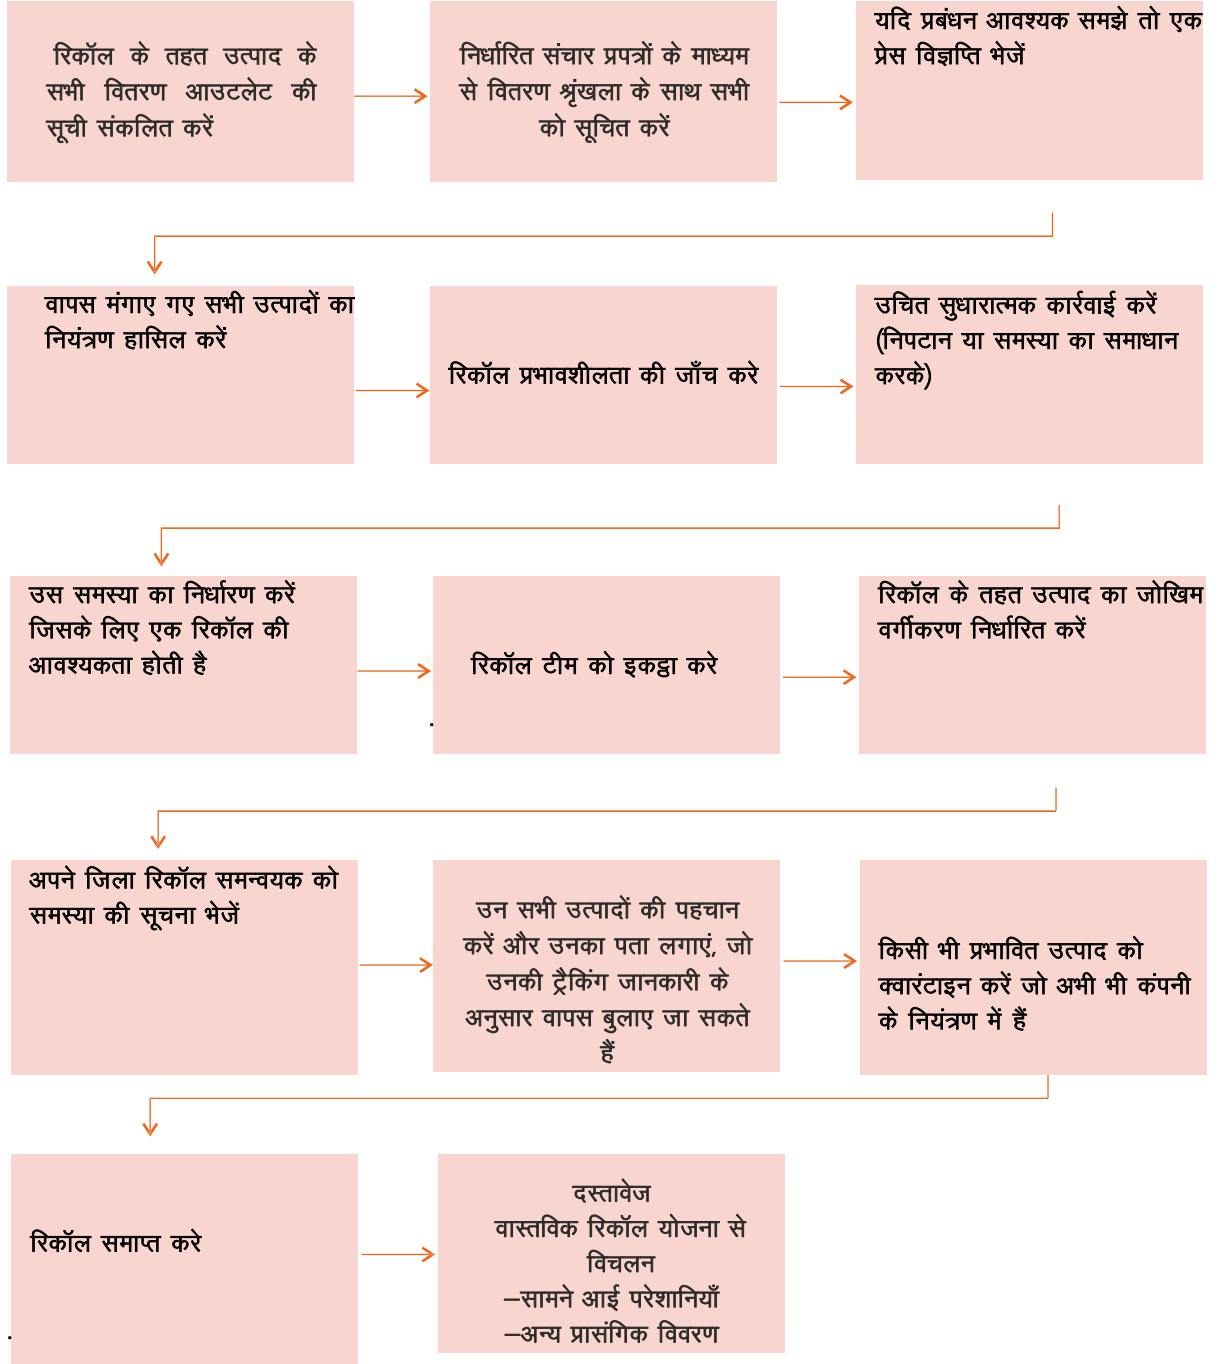 रिकॉल के तहत उत्पाद के
सभी वितरण आउटलेट की
सूची संकलित करें
निर्धारित संचार प्रपत्रों के माध्यम
से वितरण श्रृंखला के साथ सभी
को सूचित करें
यदि प्रबंधन आवश्यक समझे तो एक
प्रेस विज्ञप्ति भेजें
वापस मंगाए गए सभी उत्पादों का
नियंत्रण हासिल करें
रिकॉल प्रभावशीलता की जाँच करे
उचित सुधारात्मक कार्रवाई करें
(निपटान या समस्या का समाधान
करके)
उस समस्या का निर्धारण करें
जिसके लिए एक रिकॉल की
आवश्यकता होती है
रिकॉल टीम को इकट्ठा करे
.
रिकॉल के तहत उत्पाद का जोखिम
वर्गीकरण निर्धारित करें
अपने जिला रिकॉल समन्वयक को
समस्या की सूचना भेजें
उन सभी उत्पादों की पहचान
करें और उनका पता लगाएं, जो
उनकी ट्रैकिंग जानकारी के
अनुसार वापस बुलाए जा सकते
हैं
किसी भी प्रभावित उत्पाद को
क्वारंटाइन करें जो अभी भी कंपनी
के नियंत्रण में हैं
रिकॉल समाप्त करे
.
दस्तावेज
वास्तविक रिकॉल योजना से
विचलन
–सामने आई परेशानियाँ
–अन्य प्रासंगिक विवरण